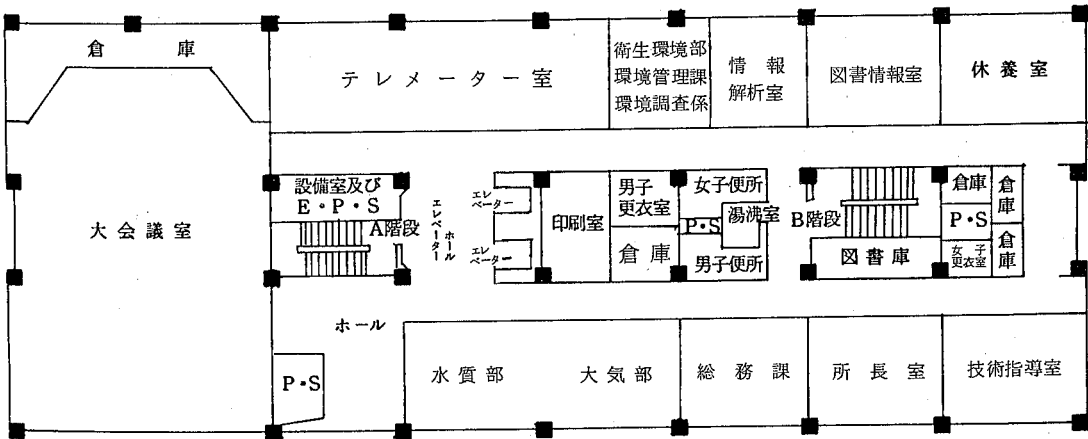 倉庫
テレメーター室
衛生環境部
環境管理課
環境調査係
情報
解析室
図書情報室
休養室
大会議室
設備室及び
E・P・S
A階段
エレベーター
ホール
エレ
ベーター
エレ
ベーター
印刷室
男子
更衣室
倉庫
女子便所
P・S
湯沸室
男子便所
B階段
図書庫
倉庫
P・S
女子
更衣室
倉庫
倉庫
ホール
P・S
水質部
大気部
総務課
所長室
技術指導室